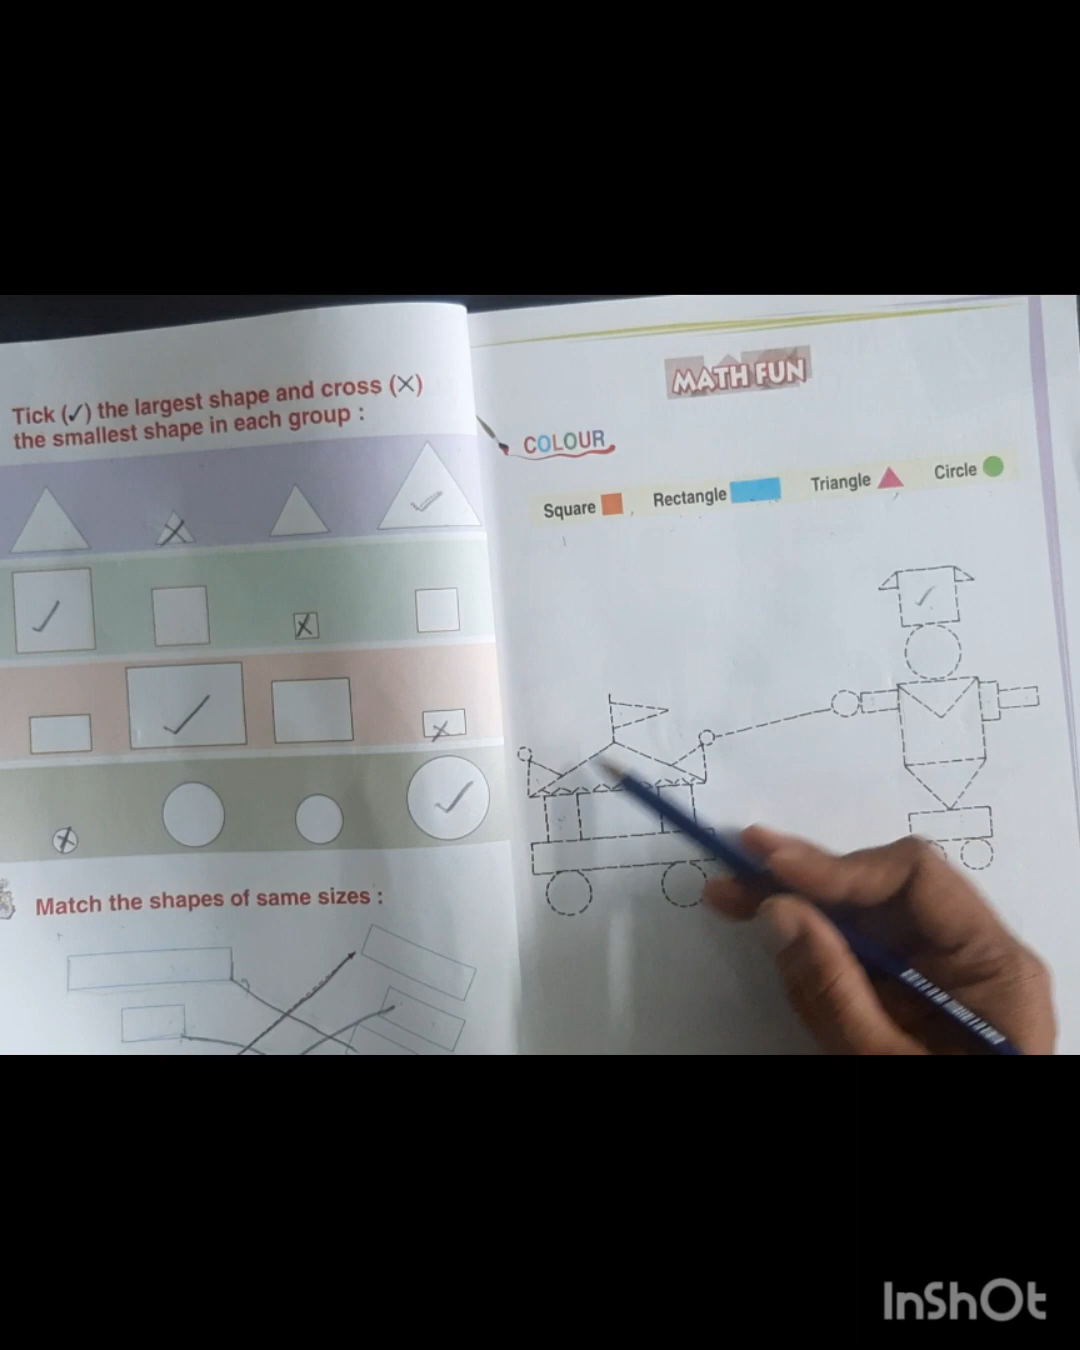 Tick (✓) the largest shape and cross (✕)
the smallest shape in each group :
Match the shapes of same sizes :
MATH FUN
COLOUR
Square
Rectangle
Triangle
Circle
InShOt